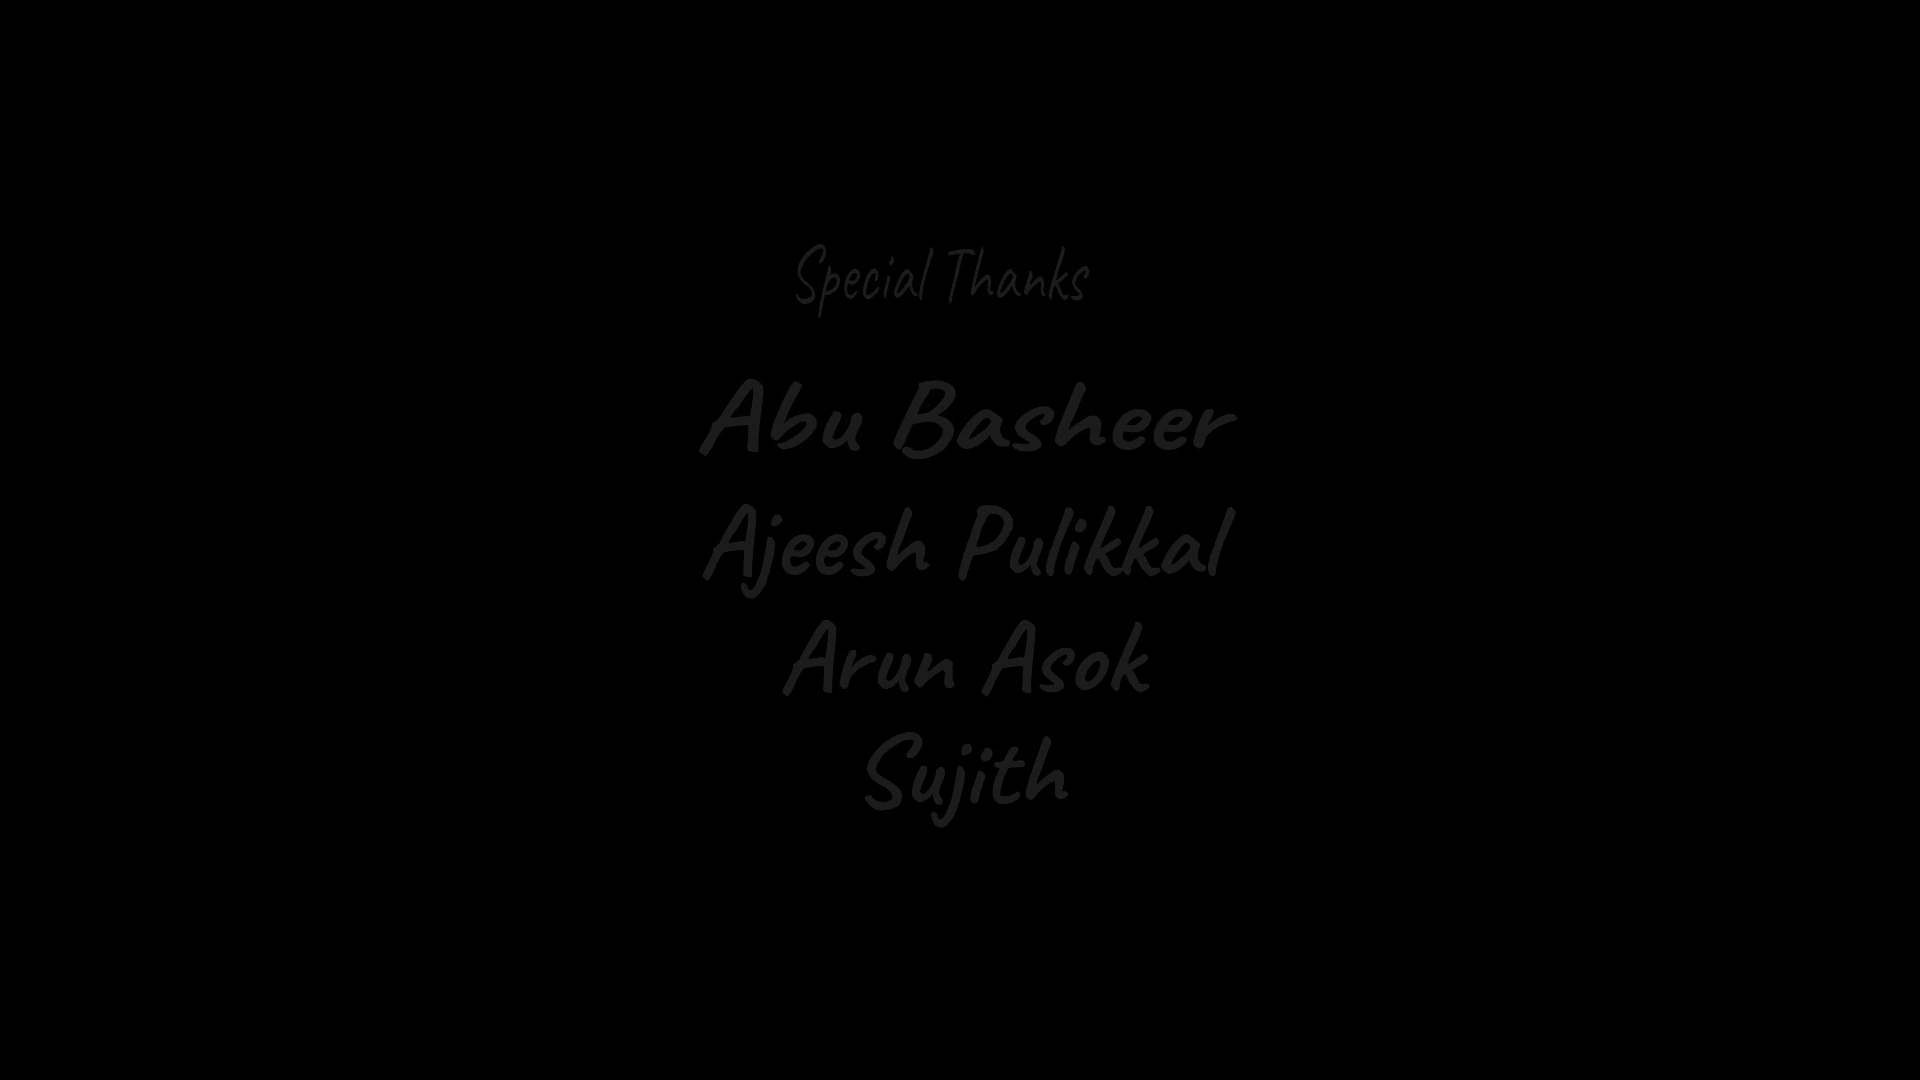 Special Thanks
Abu Basheer
Ajeesh Pulikkal
Arun Asok
Sujith